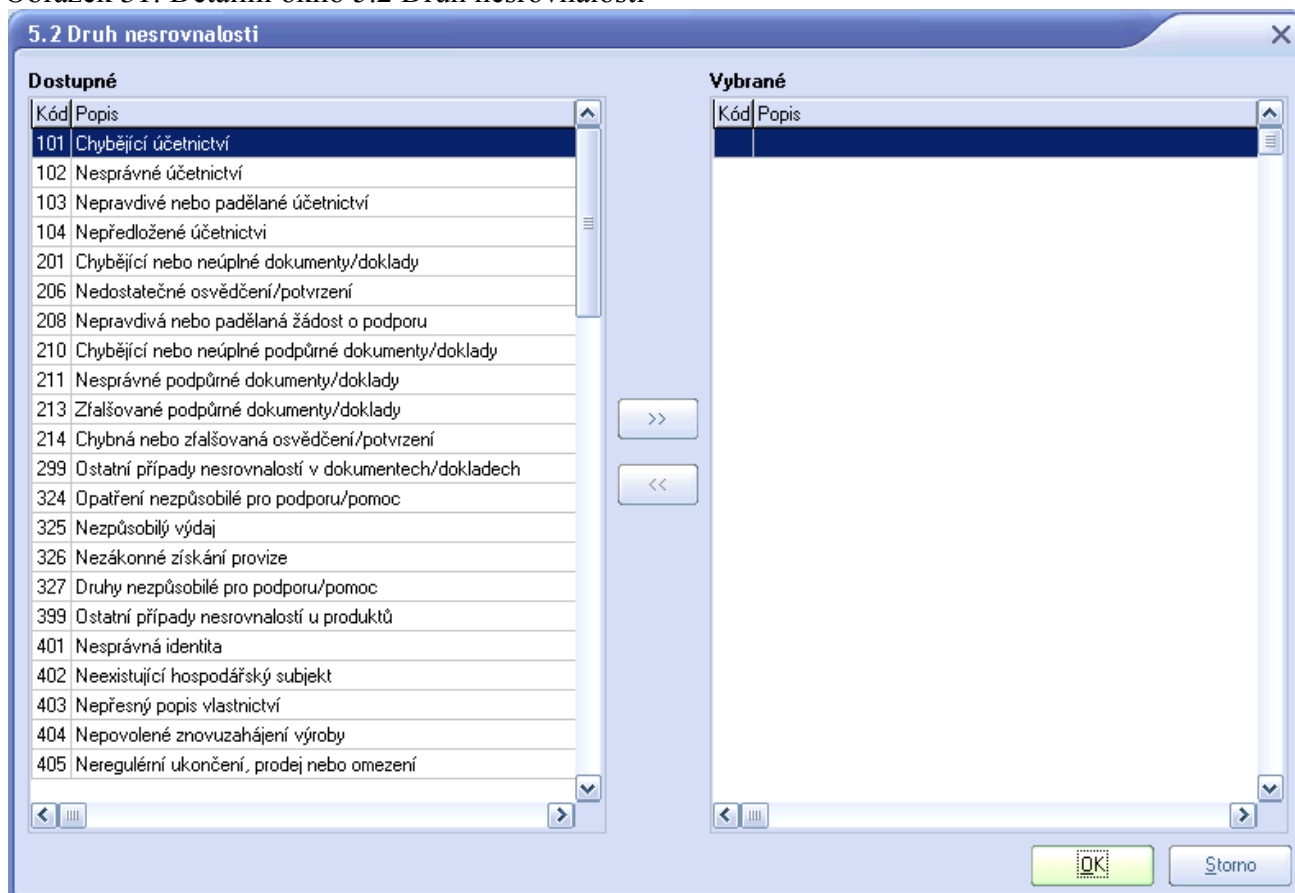 Obrázek 31: Detailní okno 5.2 Druh nesrovnalosti
5.2 Druh nesrovnalosti
Dostupné
Kód Popis
101 Chybějící účetnictví
102 Nesprávné účetnictví
103 Nepravdivé nebo padělané účetnictví
104 Nepředložené účetnictvi
201 Chybějící nebo neúplné dokumenty/doklady
206 Nedostatečné osvědčení/potvrzení
208 Nepravdivá nebo padělaná žádost o podporu
210 Chybějící nebo neúplné podpůrné dokumenty/doklady
211 Nesprávné podpůrné dokumenty/doklady
213 Zfalšované podpůrné dokumenty/doklady
214 Chybná nebo zfalšovaná osvědčení/potvrzení
299 Ostatní případy nesrovnalostí v dokumentech/dokladech
324 Opatření nezpůsobilé pro podporu/pomoc
325 Nezpůsobilý výdaj
326 Nezákonné získání provize
327 Druhy nezpůsobilé pro podporu/pomoc
399 Ostatní případy nesrovnalostí u produktů
401 Nesprávná identita
402 Neexistující hospodářský subjekt
403 Nepřesný popis vlastnictví
404 Nepovolené znovuzahájení výroby
405 Neregulérní ukončení, prodej nebo omezení
>>
<<
Vybrané
Kód Popis
OK
Storno